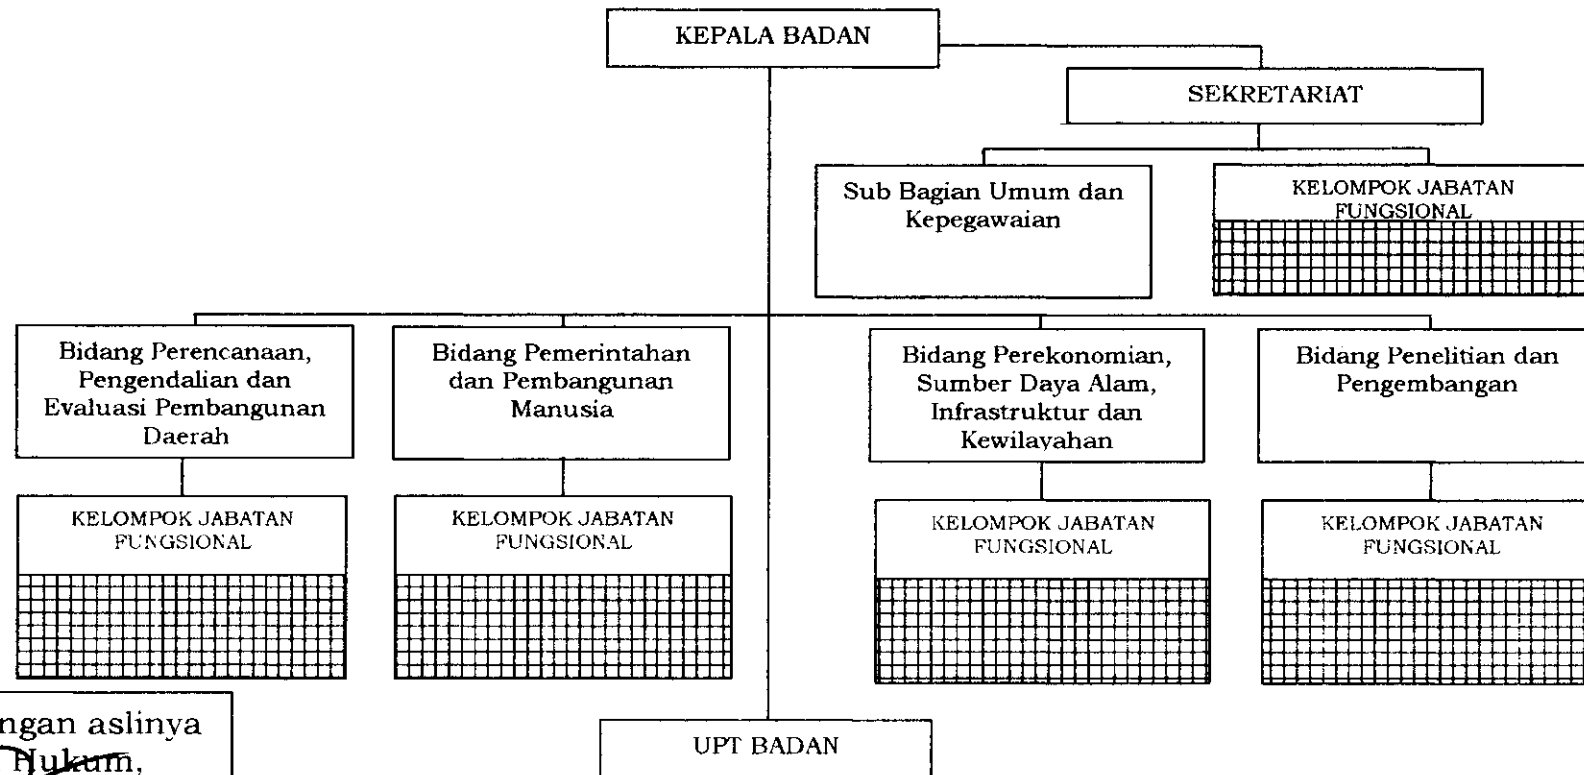 KEPALA BADAN
SEKRETARIAT
Sub Bagian Umum dan
Kepegawaian
KELOMPOK JABATAN
FUNGSIONAL
Bidang Perencanaan,
Pengendalian dan
Evaluasi Pembangunan
Daerah
Bidang Pemerintahan
dan Pembangunan
Manusia
Bidang Perekonomian,
Sumber Daya Alam,
Infrastruktur dan
Kewilayahan
Bidang Penelitian dan
Pengembangan
KELOMPOK JABATAN
FUNGSIONAL
KELOMPOK JABATAN
FUNGSIONAL
KELOMPOK JABATAN
FUNGSIONAL
KELOMPOK JABATAN
FUNGSIONAL
ngan aslinya
Hukum,
UPT BADAN